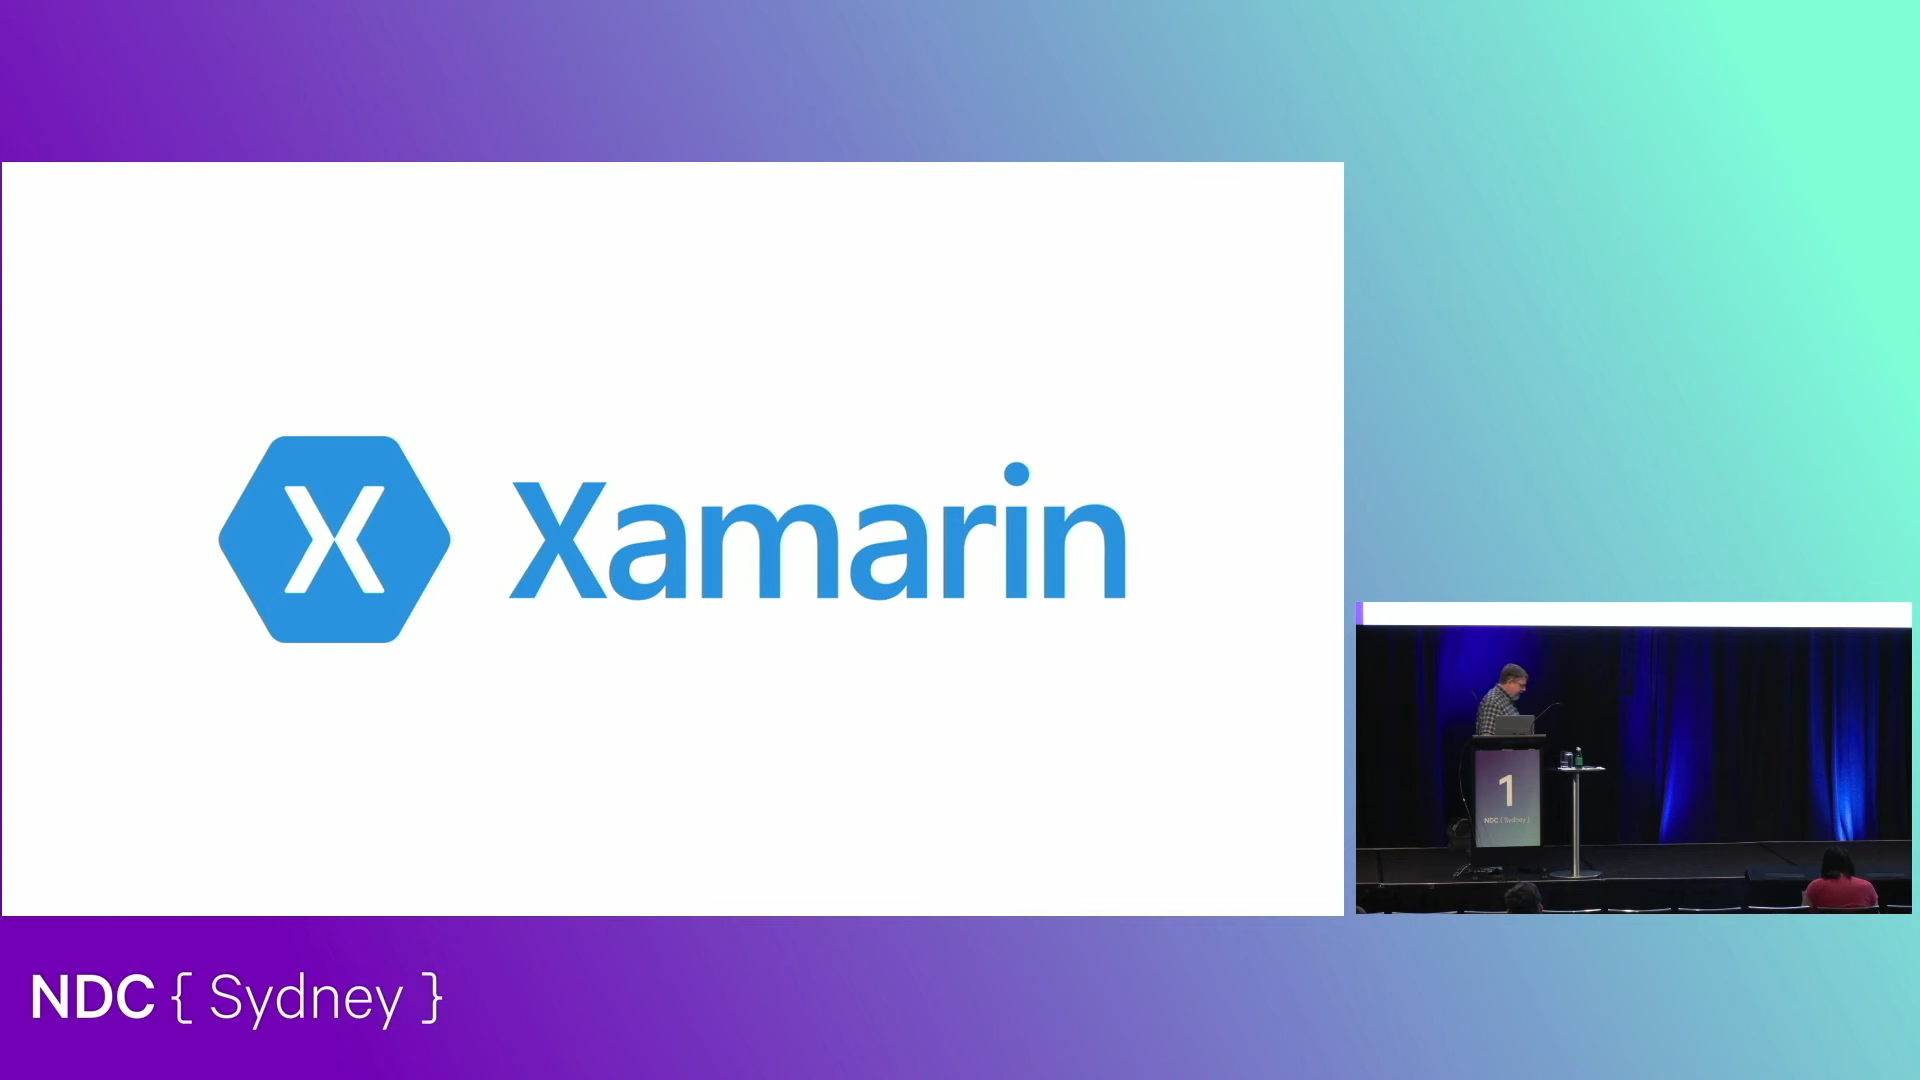 X Xamarin
1
NDC { Sydney }
NDC { Sydney }